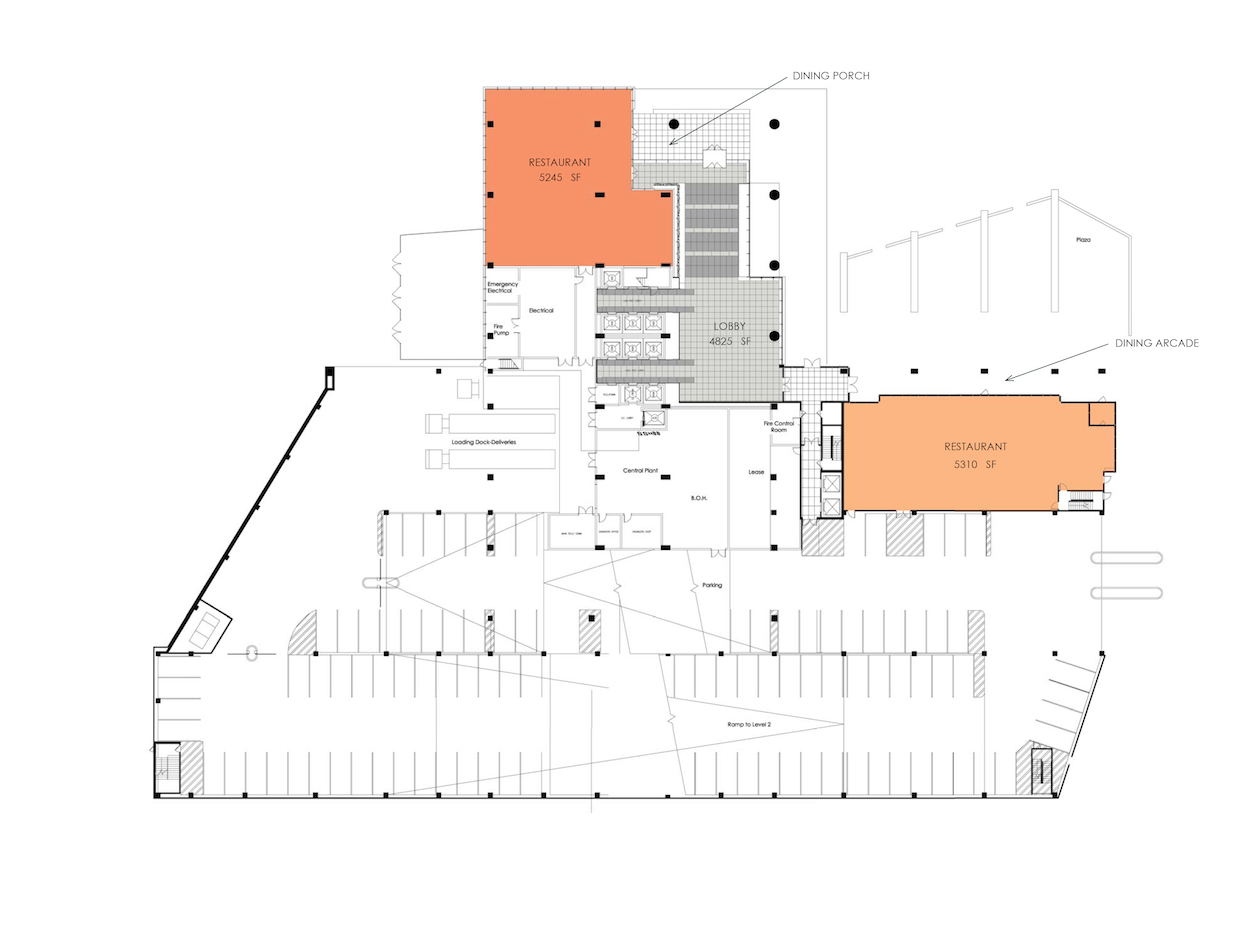 DINING PORCH
RESTAURANT
5245 SF
Plaza
Emergency
Electrical
Electrical
Fire
Pump
LOBBY
4825 SF
DINING ARCADE
Fire Control
Room
Loading Dock-Deliveries
RESTAURANT
5310 SF
Central Plant
Lease
B.O.H.
Parking
Ramp to Level 2